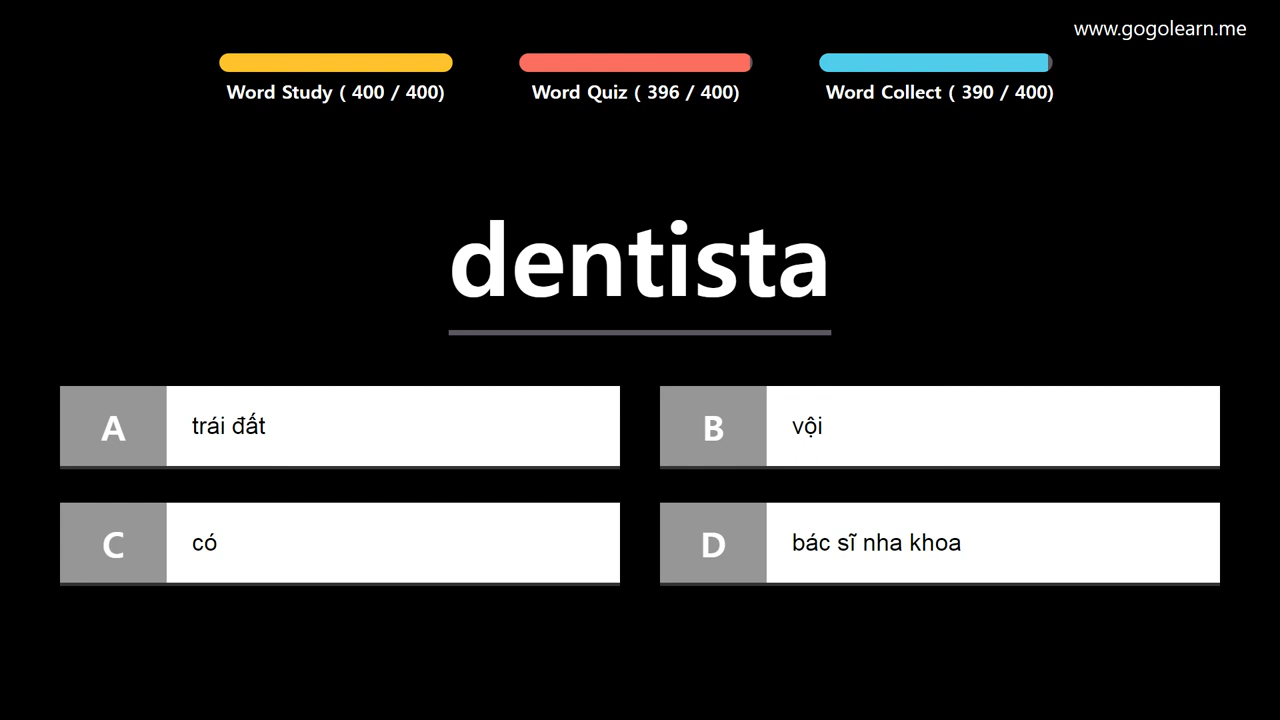 www.gogolearn.me
Word Study ( 400 / 400)
Word Quiz ( 396 / 400)
Word Collect ( 390 / 400)
dentista
A trái đất
B vội
C có
D bác sĩ nha khoa